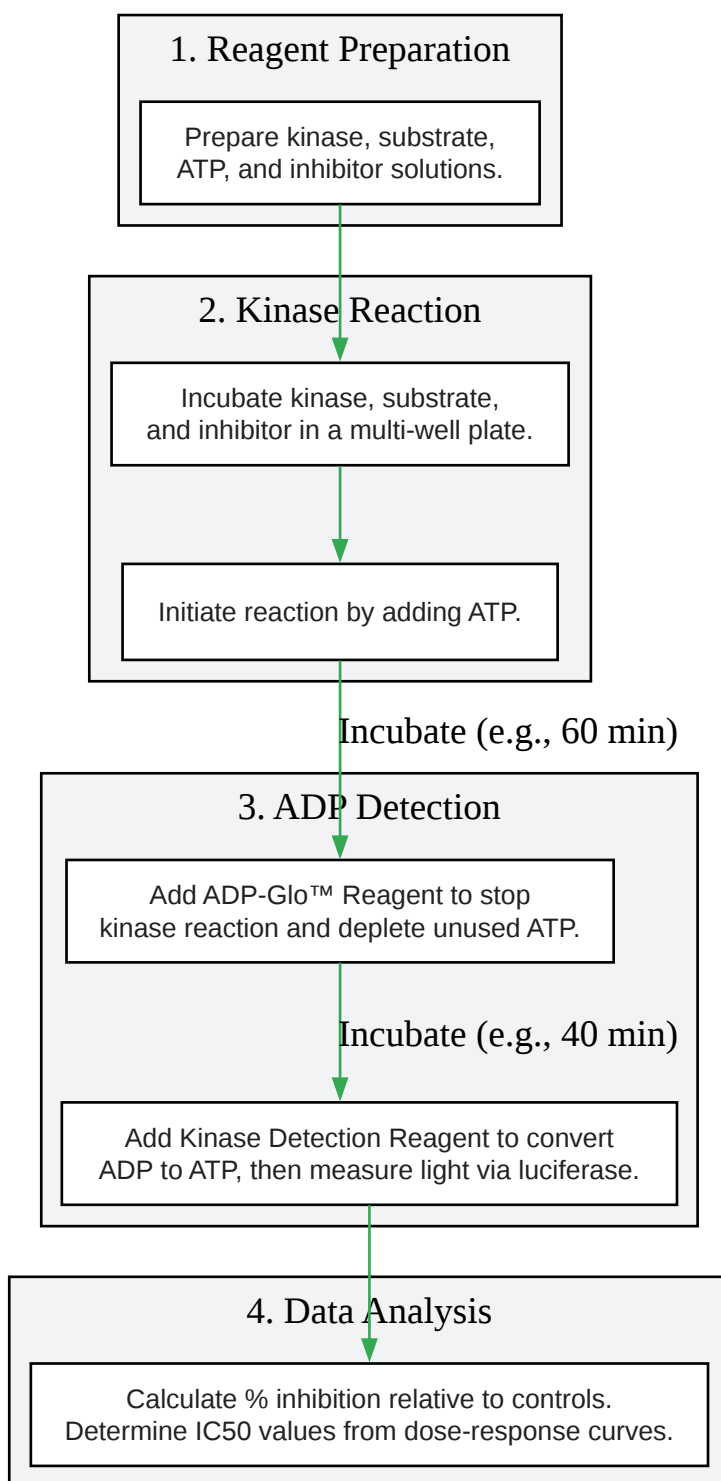 1. Reagent Preparation
Prepare kinase, substrate,
ATP, and inhibitor solutions.
2. Kinase Reaction
Incubate kinase, substrate,
and inhibitor in a multi-well plate.
Initiate reaction by adding ATP.
Incubate (e.g., 60 min)
3. ADP Detection
Add ADP-Glo™ Reagent to stop
kinase reaction and deplete unused ATP.
Incubate (e.g., 40 min)
Add Kinase Detection Reagent to convert
ADP to ATP, then measure light via luciferase.
4. Data Analysis
Calculate % inhibition relative to controls.
Determine IC50 values from dose-response curves.